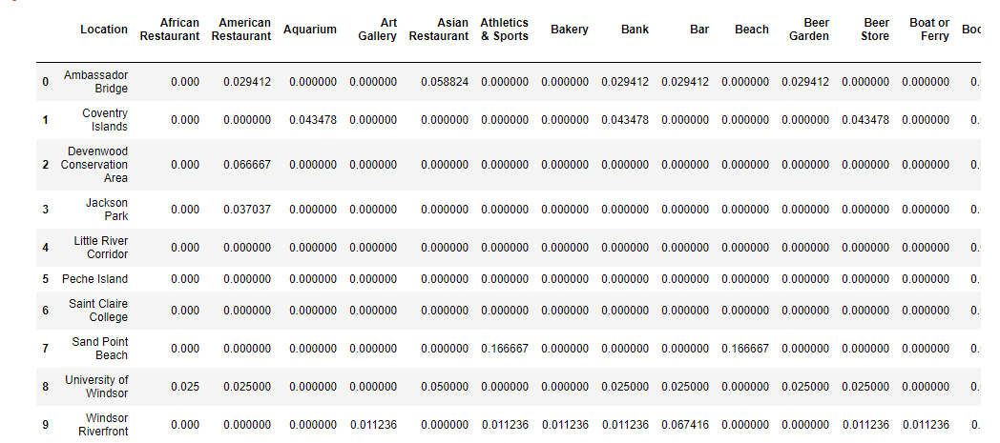 Location African Restaurant American Restaurant Aquarium Art Gallery Asian Restaurant Athletics & Sports Bakery Bank Bar Beach Beer Garden Beer Store Boat or Ferry
0 Ambassador Bridge 0.000 0.029412 0.000000 0.000000 0.058824 0.000000 0.000000 0.029412 0.029412 0.000000 0.029412 0.000000 0.000000 0.
1 Coventry Islands 0.000 0.000000 0.043478 0.000000 0.000000 0.000000 0.000000 0.043478 0.000000 0.000000 0.000000 0.043478 0.000000 0.
2 Devenwood Conservation Area 0.000 0.066667 0.000000 0.000000 0.000000 0.000000 0.000000 0.000000 0.000000 0.000000 0.000000 0.000000 0.000000 0.
3 Jackson Park 0.000 0.037037 0.000000 0.000000 0.000000 0.000000 0.000000 0.000000 0.000000 0.000000 0.000000 0.000000 0.000000 0.
4 Little River Corridor 0.000 0.000000 0.000000 0.000000 0.000000 0.000000 0.000000 0.000000 0.000000 0.000000 0.000000 0.000000 0.000000 0.
5 Peche Island 0.000 0.000000 0.000000 0.000000 0.000000 0.000000 0.000000 0.000000 0.000000 0.000000 0.000000 0.000000 0.000000 0.
6 Saint Claire College 0.000 0.000000 0.000000 0.000000 0.000000 0.000000 0.000000 0.000000 0.000000 0.000000 0.000000 0.000000 0.000000 0.
7 Sand Point Beach 0.000 0.000000 0.000000 0.000000 0.000000 0.166667 0.000000 0.000000 0.000000 0.166667 0.000000 0.000000 0.000000 0.
8 University of Windsor 0.025 0.025000 0.000000 0.000000 0.050000 0.000000 0.000000 0.025000 0.025000 0.000000 0.025000 0.025000 0.000000 0.
9 Windsor Riverfront 0.000 0.000000 0.000000 0.011236 0.000000 0.011236 0.011236 0.011236 0.067416 0.000000 0.000000 0.011236 0.011236 0.